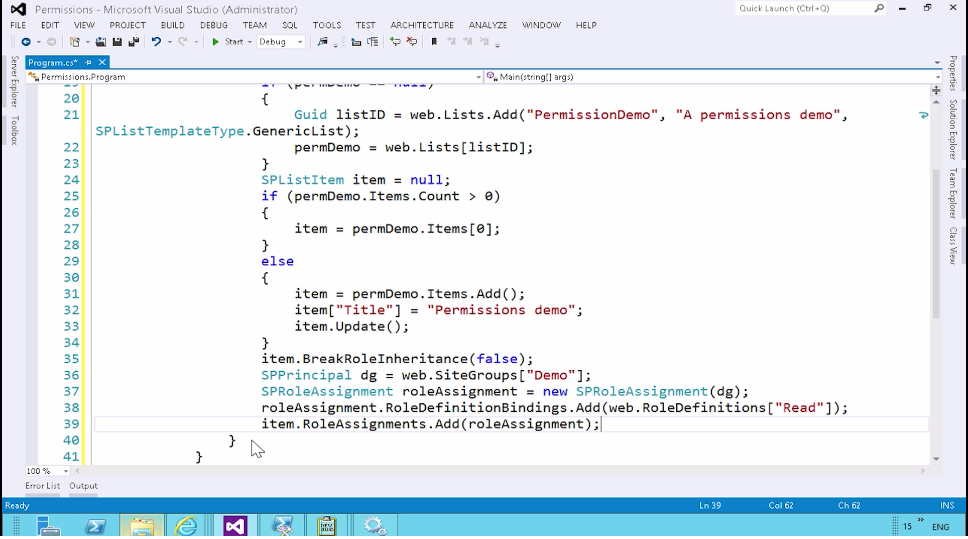 Permissions - Microsoft Visual Studio (Administrator)
Quick Launch (Ctrl+Q)
FILE EDIT VIEW PROJECT BUILD DEBUG TEAM SQL TOOLS TEST ARCHITECTURE ANALYZE WINDOW HELP
Start Debug
Program.cs*
Permissions.Program Main(string[] args)
Server Explorer
Toolbox
Properties
Solution Explorer
Team Explorer
Class View
19 if (permDemo == null)
20 {
21 Guid listID = web.Lists.Add("PermissionDemo", "A permissions demo",
SPListTemplateType.GenericList);
22 permDemo = web.Lists[listID];
23 }
24 SPListItem item = null;
25 if (permDemo.Items.Count > 0)
26 {
27 item = permDemo.Items[0];
28 }
29 else
30 {
31 item = permDemo.Items.Add();
32 item["Title"] = "Permissions demo";
33 item.Update();
34 }
35 item.BreakRoleInheritance(false);
36 SPPrincipal dg = web.SiteGroups["Demo"];
37 SPRoleAssignment roleAssignment = new SPRoleAssignment(dg);
38 roleAssignment.RoleDefinitionBindings.Add(web.RoleDefinitions["Read"]);
39 item.RoleAssignments.Add(roleAssignment);
40 }
41 }
100 %
Error List Output
Ready Ln 39 Col 62 Ch 62 INS
15 » ENG